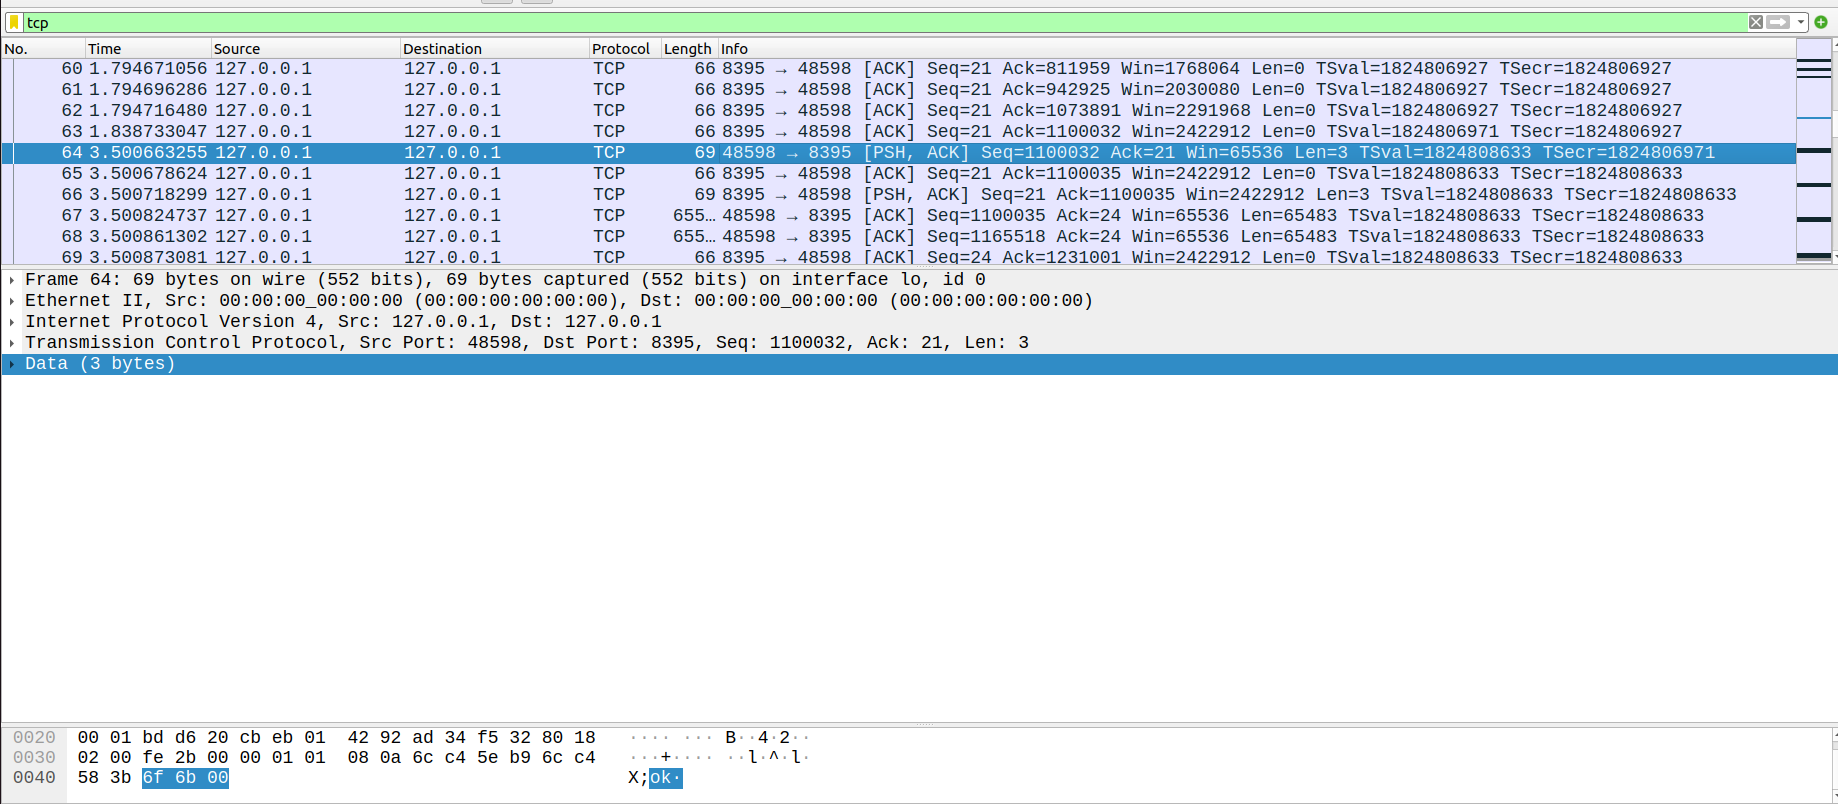 tcp
No. Time Source Destination Protocol Length Info
60 1.794671056 127.0.0.1 127.0.0.1 TCP 66 8395 → 48598 [ACK] Seq=21 Ack=811959 Win=1768064 Len=0 TSval=1824806927 TSecr=1824806927
61 1.794696286 127.0.0.1 127.0.0.1 TCP 66 8395 → 48598 [ACK] Seq=21 Ack=942925 Win=2030080 Len=0 TSval=1824806927 TSecr=1824806927
62 1.794716480 127.0.0.1 127.0.0.1 TCP 66 8395 → 48598 [ACK] Seq=21 Ack=1073891 Win=2291968 Len=0 TSval=1824806927 TSecr=1824806927
63 1.838733047 127.0.0.1 127.0.0.1 TCP 66 8395 → 48598 [ACK] Seq=21 Ack=1100032 Win=2422912 Len=0 TSval=1824806971 TSecr=1824806927
64 3.500663255 127.0.0.1 127.0.0.1 TCP 69 48598 → 8395 [PSH, ACK] Seq=1100032 Ack=21 Win=65536 Len=3 TSval=1824808633 TSecr=1824806971
65 3.500678624 127.0.0.1 127.0.0.1 TCP 66 8395 → 48598 [ACK] Seq=21 Ack=1100035 Win=2422912 Len=0 TSval=1824808633 TSecr=1824808633
66 3.500718299 127.0.0.1 127.0.0.1 TCP 69 8395 → 48598 [PSH, ACK] Seq=21 Ack=1100035 Win=2422912 Len=3 TSval=1824808633 TSecr=1824808633
67 3.500824737 127.0.0.1 127.0.0.1 TCP 655… 48598 → 8395 [ACK] Seq=1100035 Ack=24 Win=65536 Len=65483 TSval=1824808633 TSecr=1824808633
68 3.500861302 127.0.0.1 127.0.0.1 TCP 655… 48598 → 8395 [ACK] Seq=1165518 Ack=24 Win=65536 Len=65483 TSval=1824808633 TSecr=1824808633
69 3.500873081 127.0.0.1 127.0.0.1 TCP 66 8395 → 48598 [ACK] Seq=24 Ack=1231001 Win=2422912 Len=0 TSval=1824808633 TSecr=1824808633
Frame 64: 69 bytes on wire (552 bits), 69 bytes captured (552 bits) on interface lo, id 0
Ethernet II, Src: 00:00:00_00:00:00 (00:00:00:00:00:00), Dst: 00:00:00_00:00:00 (00:00:00:00:00:00)
Internet Protocol Version 4, Src: 127.0.0.1, Dst: 127.0.0.1
Transmission Control Protocol, Src Port: 48598, Dst Port: 8395, Seq: 1100032, Ack: 21, Len: 3
Data (3 bytes)
0020 00 01 bd d6 20 cb eb 01 42 92 ad 34 f5 32 80 18 ···· ··· B··4·2··
0030 02 00 fe 2b 00 00 01 01 08 0a 6c c4 5e b9 6c c4 ···+···· ··l·^·l·
0040 58 3b 6f 6b 00 X;ok·